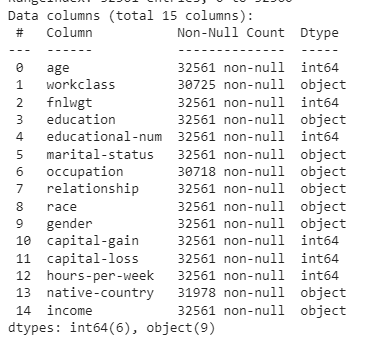 Data columns (total 15 columns):
 #   Column           Non-Null Count  Dtype
---  ------           --------------  -----
 0   age              32561 non-null  int64
 1   workclass        30725 non-null  object
 2   fnlwgt           32561 non-null  int64
 3   education        32561 non-null  object
 4   educational-num  32561 non-null  int64
 5   marital-status   32561 non-null  object
 6   occupation       30718 non-null  object
 7   relationship     32561 non-null  object
 8   race             32561 non-null  object
 9   gender           32561 non-null  object
 10  capital-gain     32561 non-null  int64
 11  capital-loss     32561 non-null  int64
 12  hours-per-week   32561 non-null  int64
 13  native-country   31978 non-null  object
 14  income           32561 non-null  object
dtypes: int64(6), object(9)